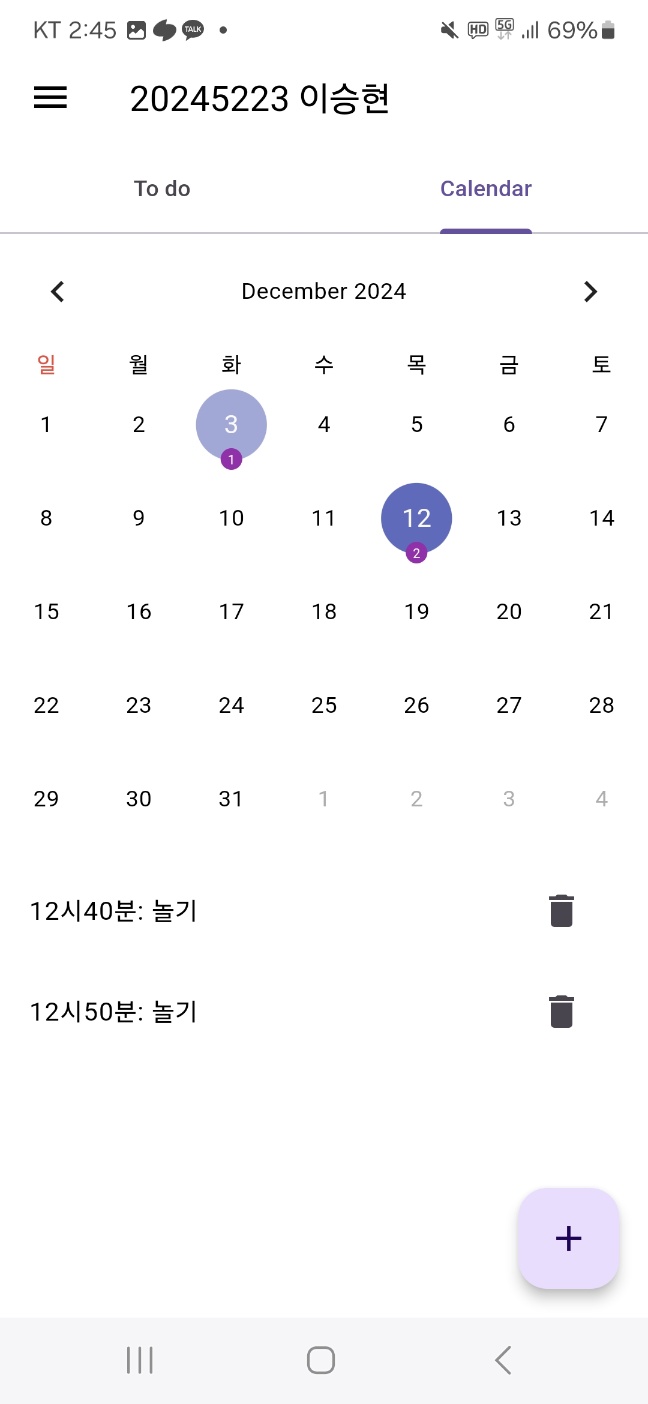 KT 2:45 TALK HD 5G 69%
20245223 이승현
To do Calendar
December 2024
일 월 화 수 목 금 토
1 2 3 4 5 6 7
1
8 9 10 11 12 13 14
2
15 16 17 18 19 20 21
22 23 24 25 26 27 28
29 30 31 1 2 3 4
12시40분: 놀기
12시50분: 놀기